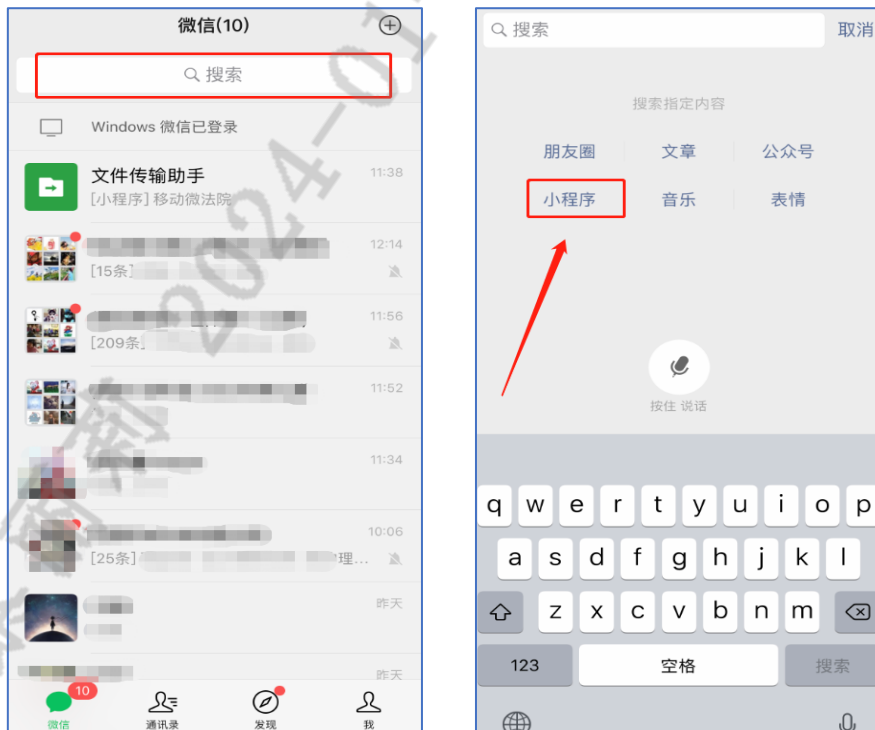 微信(10)
搜索
Windows 微信已登录
文件传输助手
11:38
[小程序] 移动微法院
12:14
[15条]
11:56
[209条]
11:52
11:34
10:06
[25条]
理...
昨天
昨天
10
微信
通讯录
发现
我
搜索
取消
搜索指定内容
朋友圈 文章 公众号
小程序 音乐 表情
按住 说话
q w e r t y u i o p
a s d f g h j k l
z x c v b n m
123 空格 搜索
2024-01